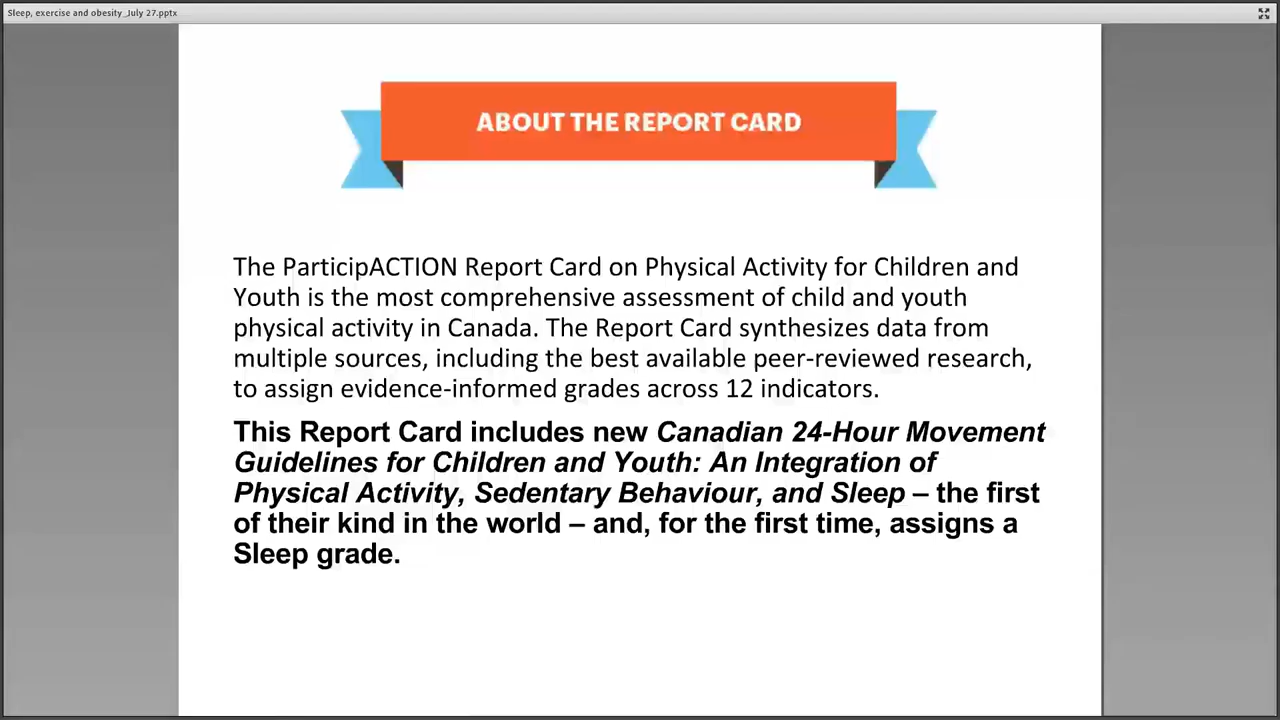 Sleep, exercise and obesity_July 27.pptx
ABOUT THE REPORT CARD
The ParticipACTION Report Card on Physical Activity for Children and
Youth is the most comprehensive assessment of child and youth
physical activity in Canada. The Report Card synthesizes data from
multiple sources, including the best available peer-reviewed research,
to assign evidence-informed grades across 12 indicators.
This Report Card includes new Canadian 24-Hour Movement
Guidelines for Children and Youth: An Integration of
Physical Activity, Sedentary Behaviour, and Sleep – the first
of their kind in the world – and, for the first time, assigns a
Sleep grade.